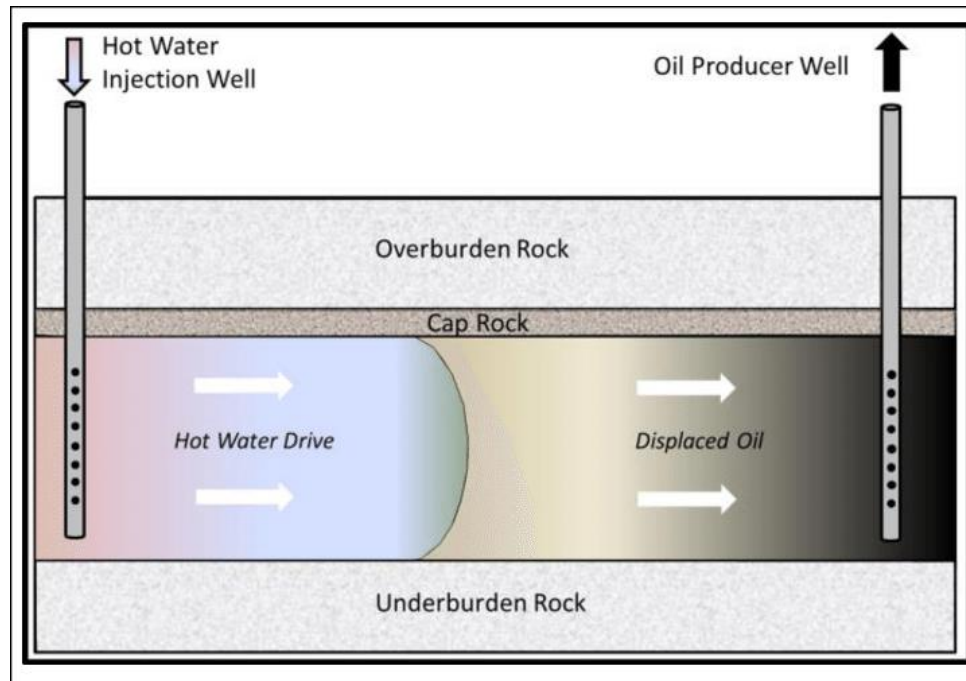 Hot Water
Injection Well
Oil Producer Well
Overburden Rock
Cap Rock
Hot Water Drive
Displaced Oil
Underburden Rock